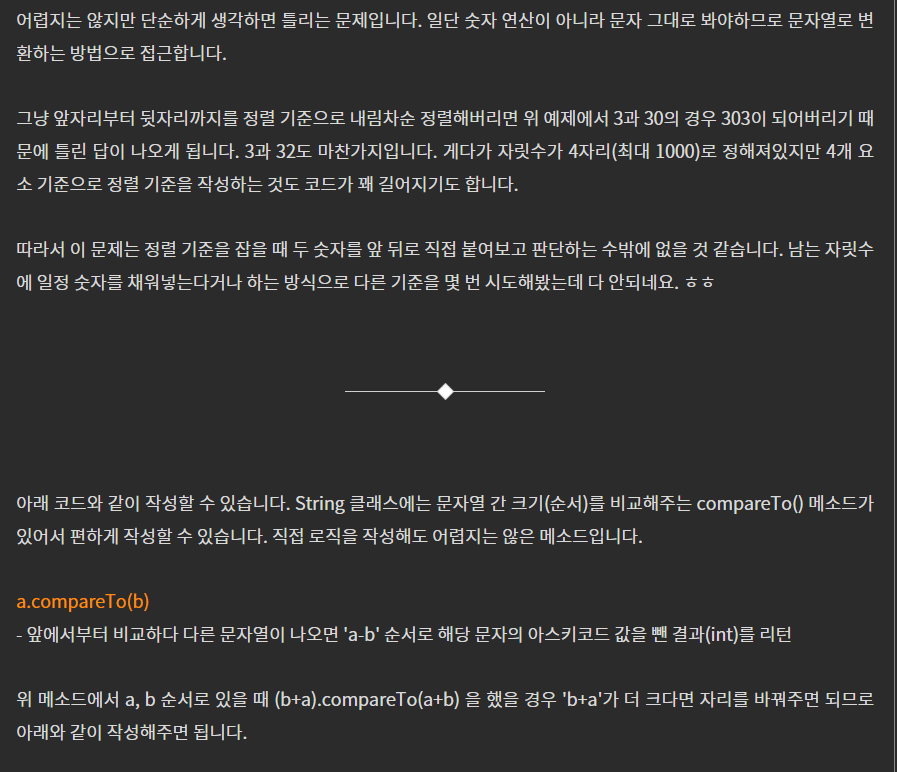 어렵지는 않지만 단순하게 생각하면 틀리는 문제입니다. 일단 숫자 연산이 아니라 문자 그대로 봐야하므로 문자열로 변
환하는 방법으로 접근합니다.
그냥 앞자리부터 뒷자리까지를 정렬 기준으로 내림차순 정렬해버리면 위 예제에서 3과 30의 경우 303이 되어버리기 때
문에 틀린 답이 나오게 됩니다. 3과 32도 마찬가지입니다. 게다가 자릿수가 4자리(최대 1000)로 정해져있지만 4개 요
소 기준으로 정렬 기준을 작성하는 것도 코드가 꽤 길어지기도 합니다.
따라서 이 문제는 정렬 기준을 잡을 때 두 숫자를 앞 뒤로 직접 붙여보고 판단하는 수밖에 없을 것 같습니다. 남는 자릿수
에 일정 숫자를 채워넣는다거나 하는 방식으로 다른 기준을 몇 번 시도해봤는데 다 안되네요. ㅎㅎ
아래 코드와 같이 작성할 수 있습니다. String 클래스에는 문자열 간 크기(순서)를 비교해주는 compareTo() 메소드가
있어서 편하게 작성할 수 있습니다. 직접 로직을 작성해도 어렵지는 않은 메소드입니다.
a.compareTo(b)
- 앞에서부터 비교하다 다른 문자열이 나오면 'a-b' 순서로 해당 문자의 아스키코드 값을 뺀 결과(int)를 리턴
위 메소드에서 a, b 순서로 있을 때 (b+a).compareTo(a+b) 을 했을 경우 'b+a'가 더 크다면 자리를 바꿔주면 되므로
아래와 같이 작성해주면 됩니다.